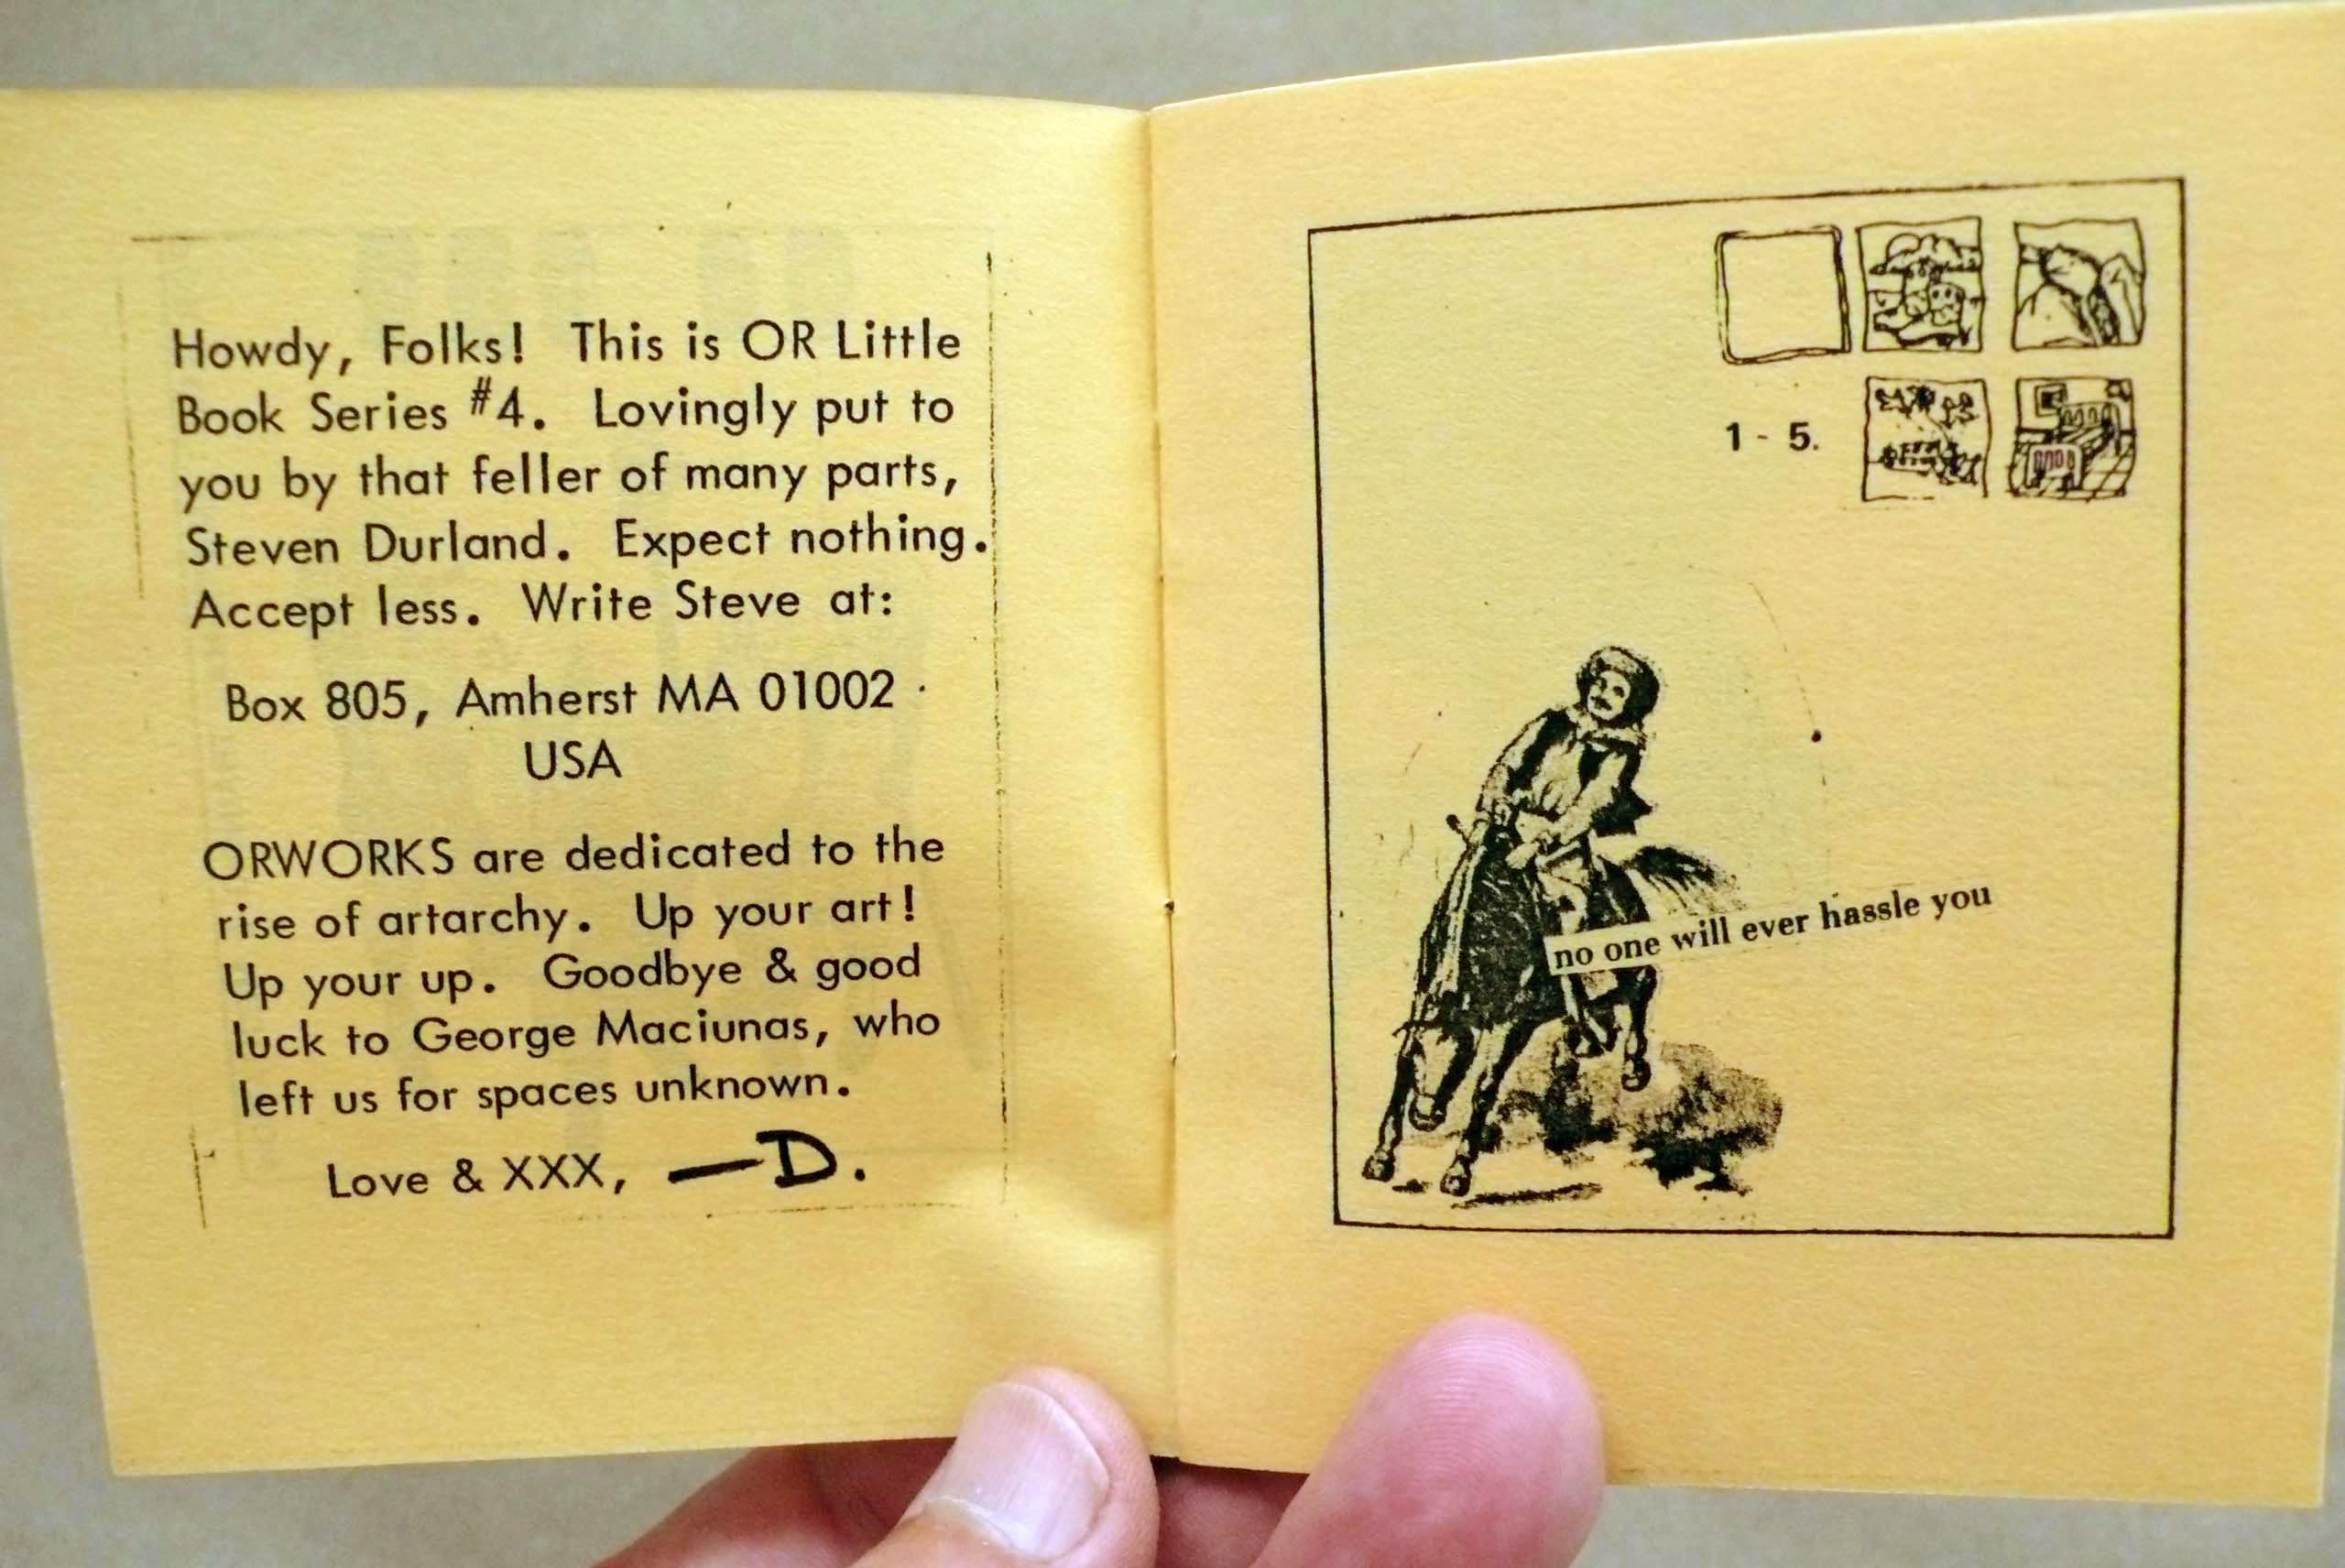 Howdy, Folks! This is OR Little
Book Series #4. Lovingly put to
you by that feller of many parts,
Steven Durland. Expect nothing.
Accept less. Write Steve at:
Box 805, Amherst MA 01002
USA
ORWORKS are dedicated to the
rise of artarchy. Up your art!
Up your up. Goodbye & good
luck to George Maciunas, who
left us for spaces unknown.
Love & XXX, —D.
1 - 5.
no one will ever hassle you